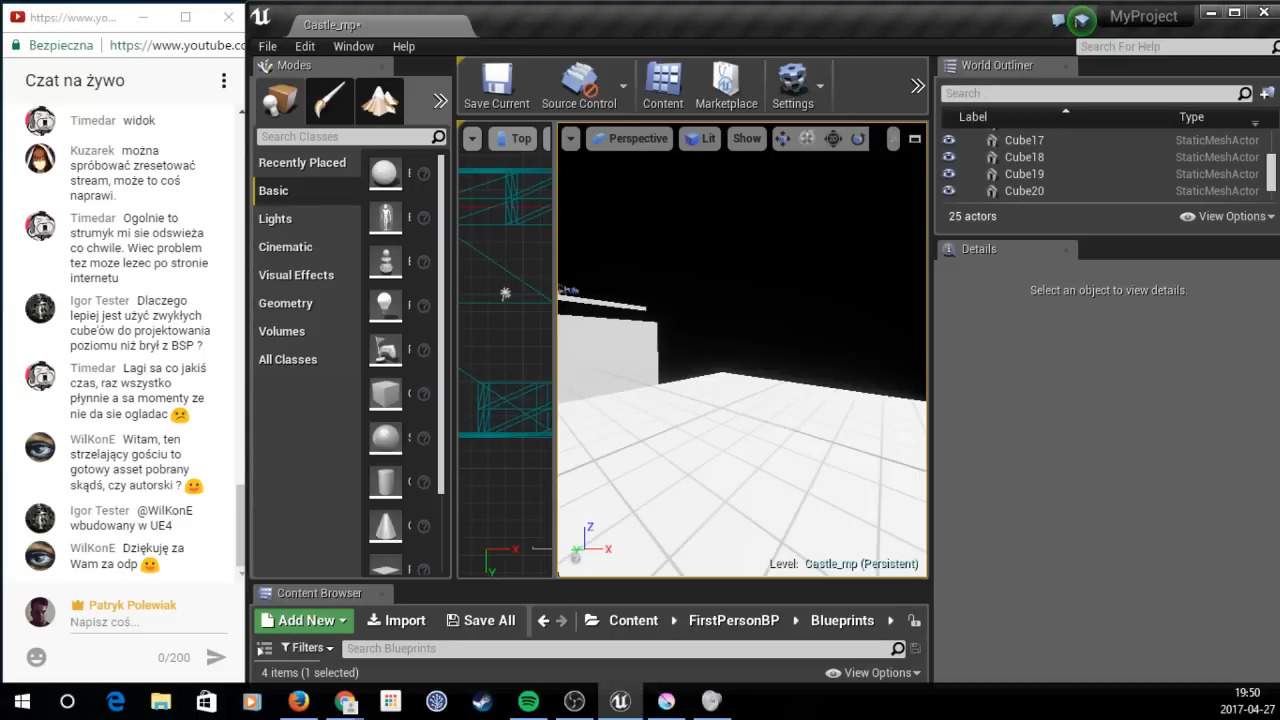 https://www.yo...
Bezpieczna
https://www.youtube.co
Czat na żywo
Timedar widok
Kuzarek można
spróbować zresetować
stream, może to coś
naprawi.
Timedar Ogolnie to
strumyk mi sie odswieża
co chwile. Wiec problem
tez moze lezec po stronie
internetu
Igor Tester Dlaczego
lepiej jest użyć zwykłych
cube'ów do projektowania
poziomu niż brył z BSP ?
Timedar Lagi sa co jakiś
czas, raz wszystko
płynnie a sa momenty ze
nie da sie ogladac
WilKonE Witam, ten
strzelający gościu to
gotowy asset pobrany
skądś, czy autorski ?
Igor Tester @WilKonE
wbudowany w UE4
WilKonE Dziękuję za
Wam za odp
Patryk Polewiak
Napisz coś...
0/200
Castle_mp*
MyProject
File Edit Window Help
Search For Help
Modes
Search Classes
Recently Placed
Basic
Lights
Cinematic
Visual Effects
Geometry
Volumes
All Classes
Save Current
Source Control
Content
Marketplace
Settings
Top
Perspective
Lit
Show
Z
X
X
Y
Level: Castle_mp (Persistent)
World Outliner
Search...
Label Type
Cube17 StaticMeshActor
Cube18 StaticMeshActor
Cube19 StaticMeshActor
Cube20 StaticMeshActor
25 actors
View Options
Details
Select an object to view details.
Content Browser
Add New
Import
Save All
Content
FirstPersonBP
Blueprints
Filters
Search Blueprints
4 items (1 selected)
View Options
19:50
2017-04-27